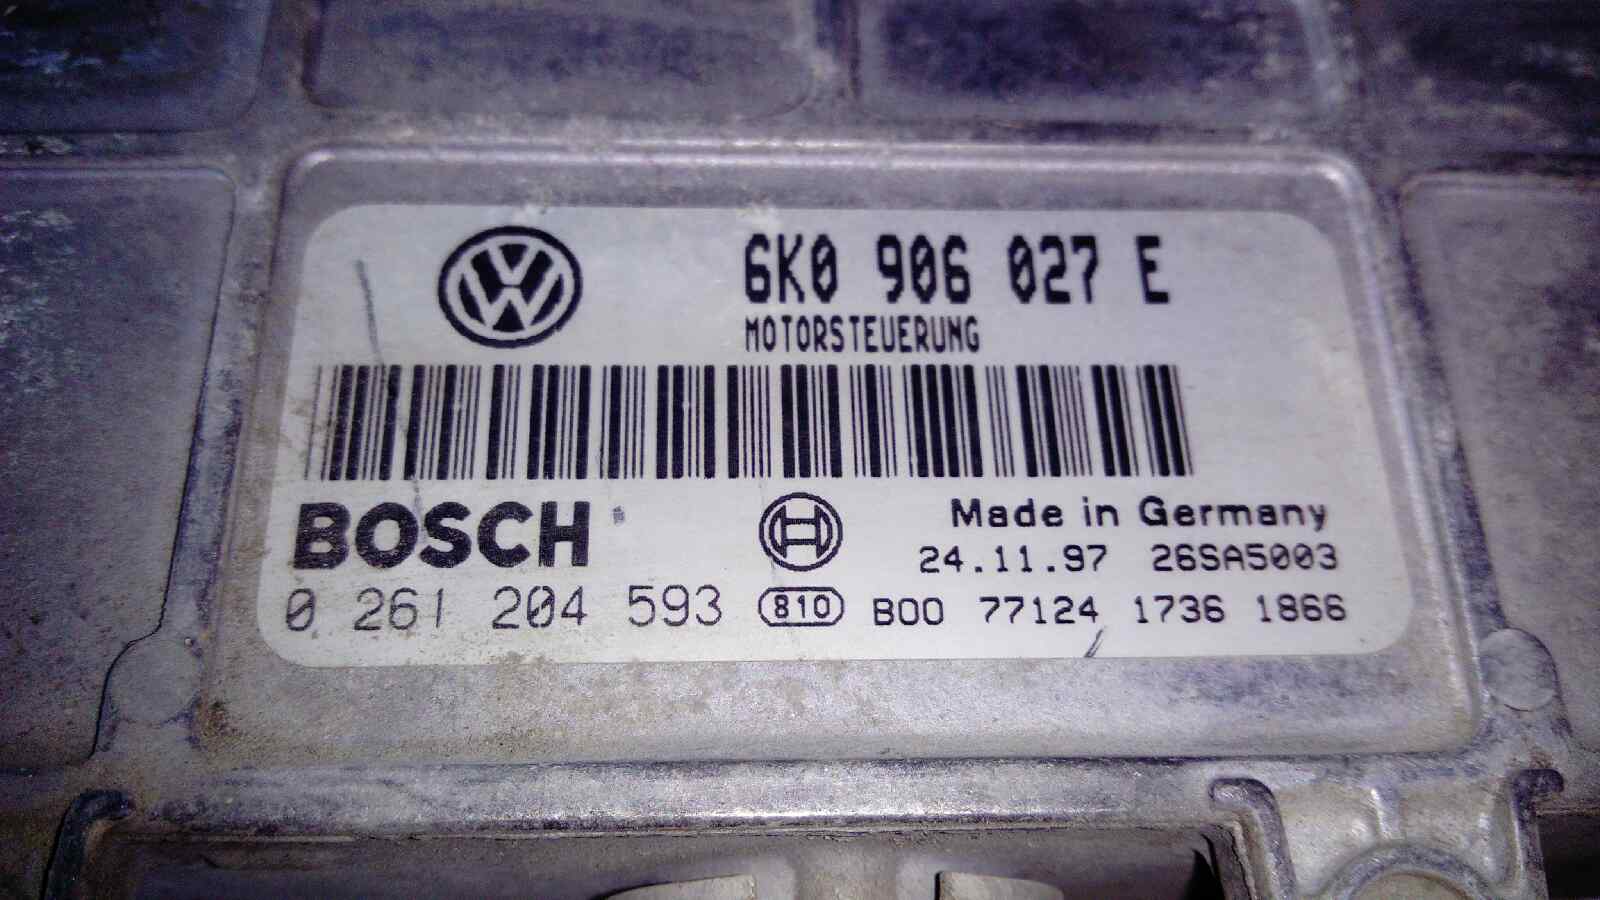 6K0 906 027 E
MOTORSTEUERUNG
BOSCH
Made in Germany
24.11.97 26SA5003
0 261 204 593 810 B00 77124 1736 1866